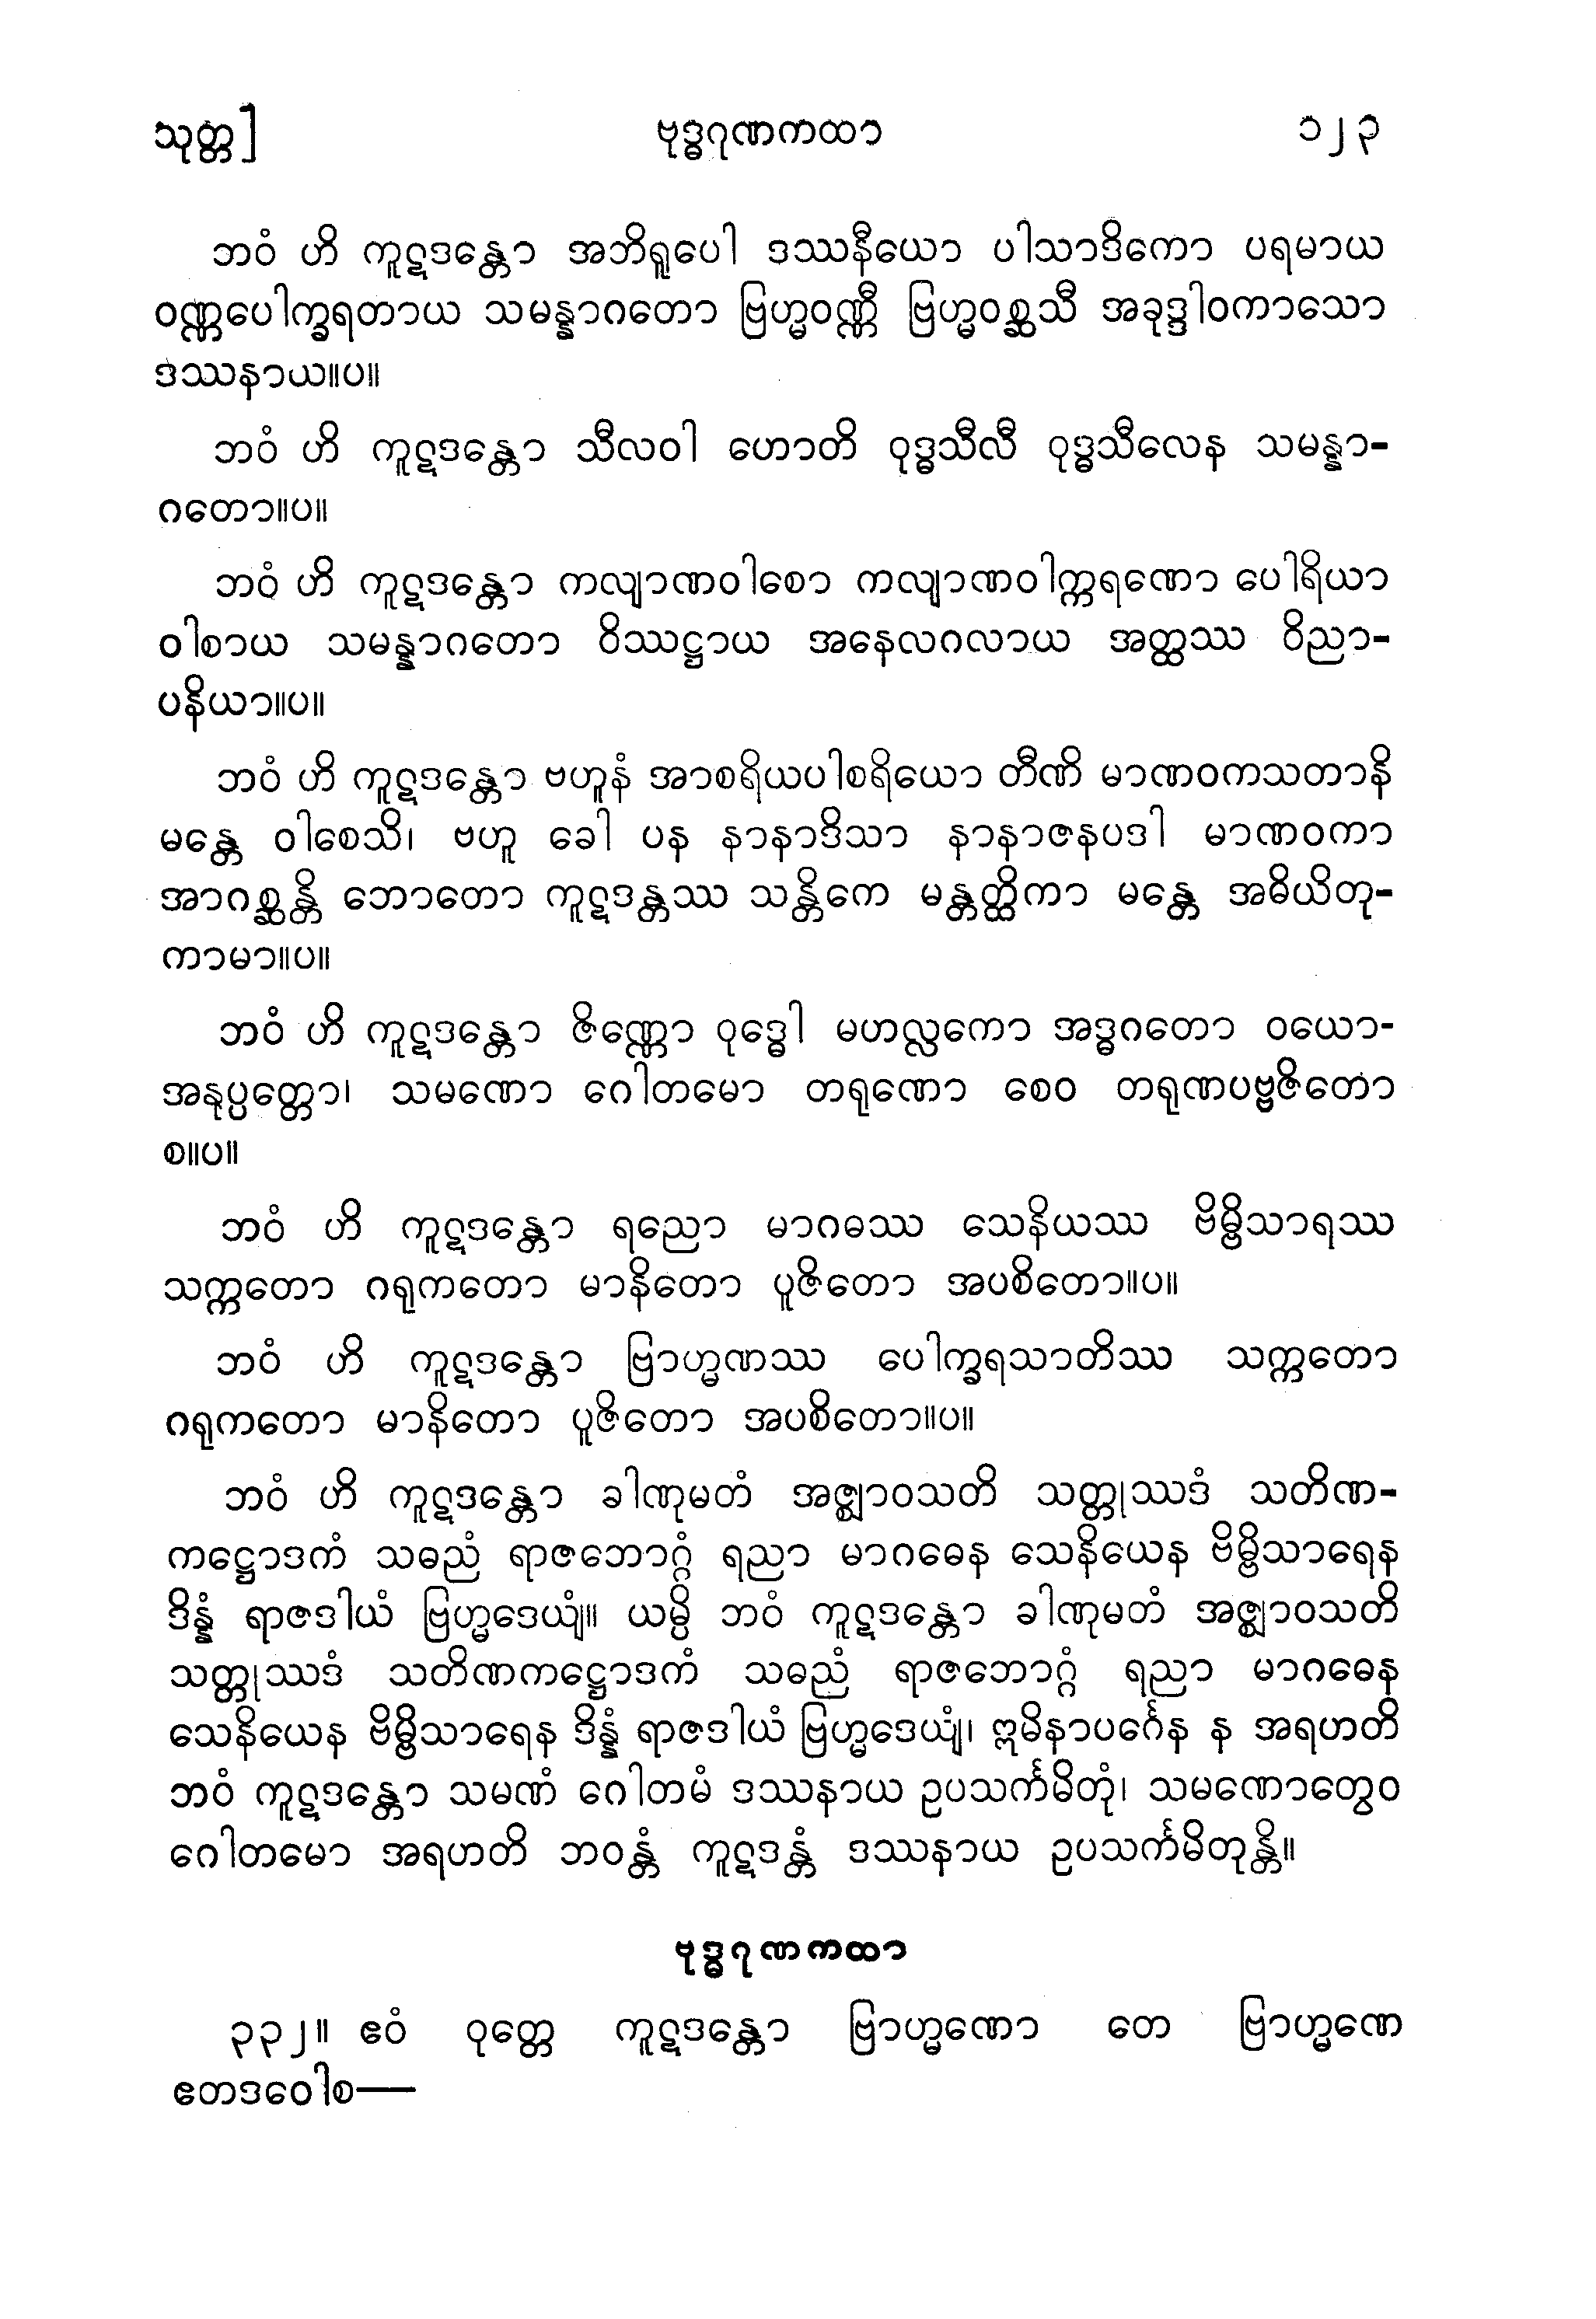 သုတ္တ] ဗုဒ္ဓဂုဏကထာ ၁၂၃
ဘဝံ ဟိ ကူဋဒန္တော အဘိရူပေါ ဒဿနီယော ပါသာဒိကော ပရမာယ
ဝဏ္ဏပေါက္ခရတာယ သမန္နာဂတော ဗြဟ္မဝဏ္ဏီ ဗြဟ္မဝစ္ဆသီ အခုဒ္ဒါဝကာသော
ဒဿနာယ။ပ။
ဘဝံ ဟိ ကူဋဒန္တော သီလဝါ ဟောတိ ဝုဒ္ဓသီလီ ဝုဒ္ဓသီလေန သမန္နာ-
ဂတော။ပ။
ဘဝံ ဟိ ကူဋဒန္တော ကလျာဏဝါစော ကလျာဏဝါက္ကရဏော ပေါရိယာ
ဝါစာယ သမန္နာဂတော ဝိဿဋ္ဌာယ အနေလဂလာယ အတ္ထဿ ဝိညာ-
ပနိယာ။ပ။
ဘဝံ ဟိ ကူဋဒန္တော ဗဟူနံ အာစရိယပါစရိယော တီဏိ မာဏဝကသတာနိ
မန္တေ ဝါစေသိ၊ ဗဟူ ခေါ ပန နာနာဒိသာ နာနာဇနပဒါ မာဏဝကာ
အာဂစ္ဆန္တိ ဘောတော ကူဋဒန္တဿ သန္တိကေ မန္တတ္ထိကာ မန္တေ အဓိယိတု-
ကာမာ။ပ။
ဘဝံ ဟိ ကူဋဒန္တော ဇိဏ္ဏော ဝုဒ္ဓေါ မဟလ္လကော အဒ္ဓဂတော ဝယော-
အနုပ္ပတ္တော၊ သမဏော ဂေါတမော တရုဏော စေဝ တရုဏပဗ္ဗဇိတော
စ။ပ။
ဘဝံ ဟိ ကူဋဒန္တော ရညော မာဂဓဿ သေနိယဿ ဗိမ္ဗိသာရဿ
သက္ကတော ဂရုကတော မာနိတော ပူဇိတော အပစိတော။ပ။
ဘဝံ ဟိ ကူဋဒန္တော ဗြာဟ္မဏဿ ပေါက္ခရသာတိဿ သက္ကတော
ဂရုကတော မာနိတော ပူဇိတော အပစိတော။ပ။
ဘဝံ ဟိ ကူဋဒန္တော ခါဏုမတံ အဇ္ဈာဝသတိ သတ္တုဿဒံ သတိဏ-
ကဋ္ဌောဒကံ သဓညံ ရာဇဘောဂ္ဂံ ရညာ မာဂဓေန သေနိယေန ဗိမ္ဗိသာရေန
ဒိန္နံ ရာဇဒါယံ ဗြဟ္မဒေယျံ။ ယမ္ပိ ဘဝံ ကူဋဒန္တော ခါဏုမတံ အဇ္ဈာဝသတိ
သတ္တုဿဒံ သတိဏကဋ္ဌောဒကံ သဓညံ ရာဇဘောဂ္ဂံ ရညာ မာဂဓေန
သေနိယေန ဗိမ္ဗိသာရေန ဒိန္နံ ရာဇဒါယံ ဗြဟ္မဒေယျံ၊ ဣမိနာပင်္ဂေန န အရဟတိ
ဘဝံ ကူဋဒန္တော သမဏံ ဂေါတမံ ဒဿနာယ ဥပသင်္ကမိတုံ၊ သမဏောတွေဝ
ဂေါတမော အရဟတိ ဘဝန္တံ ကူဋဒန္တံ ဒဿနာယ ဥပသင်္ကမိတုန္တိ။
ဗုဒ္ဓဂုဏကထာ
၃၃၂။ ဧဝံ ဝုတ္တေ ကူဋဒန္တော ဗြာဟ္မဏော တေ ဗြာဟ္မဏေ
ဧတဒဝေါစ—